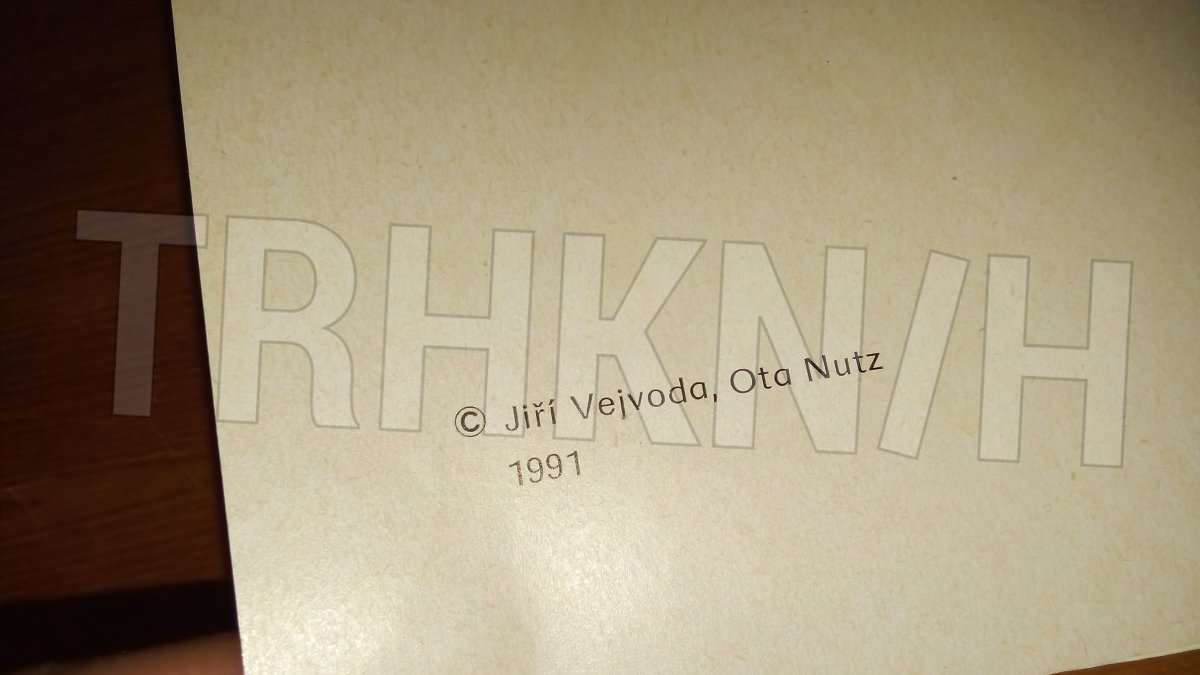 TRHKN/H
© Jiří Vejvoda, Ota Nutz
1991